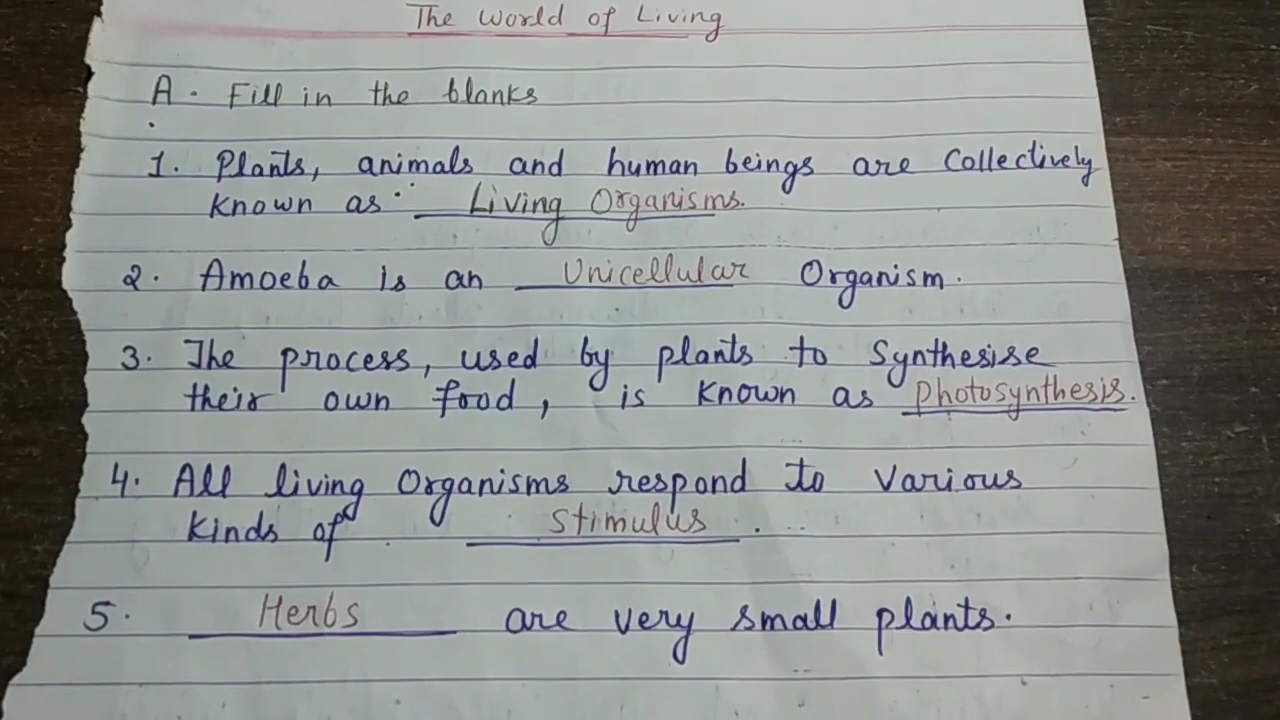 The World of Living
A. Fill in the blanks
1. Plants, animals and human beings are Collectively
known as Living Organisms.
2. Amoeba is an Unicellular Organism.
3. The process, used by plants to Synthesise
their own food, is known as Photosynthesis.
4. All living Organisms respond to Various
Kinds of Stimulus.
5. Herbs are very small plants.